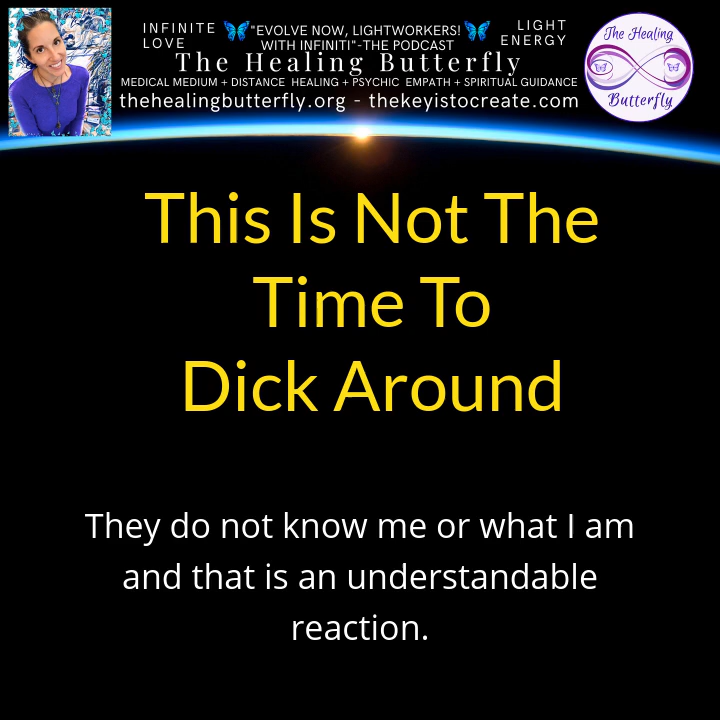 INFINITE
LOVE
"EVOLVE NOW, LIGHTWORKERS!
WITH INFINITI"-THE PODCAST
LIGHT
ENERGY
The Healing Butterfly
MEDICAL MEDIUM + DISTANCE HEALING + PSYCHIC EMPATH + SPIRITUAL GUIDANCE
thehealingbutterfly.org - thekeyistocreate.com
The Healing
Butterfly
This Is Not The
Time To
Dick Around
They do not know me or what I am
and that is an understandable
reaction.